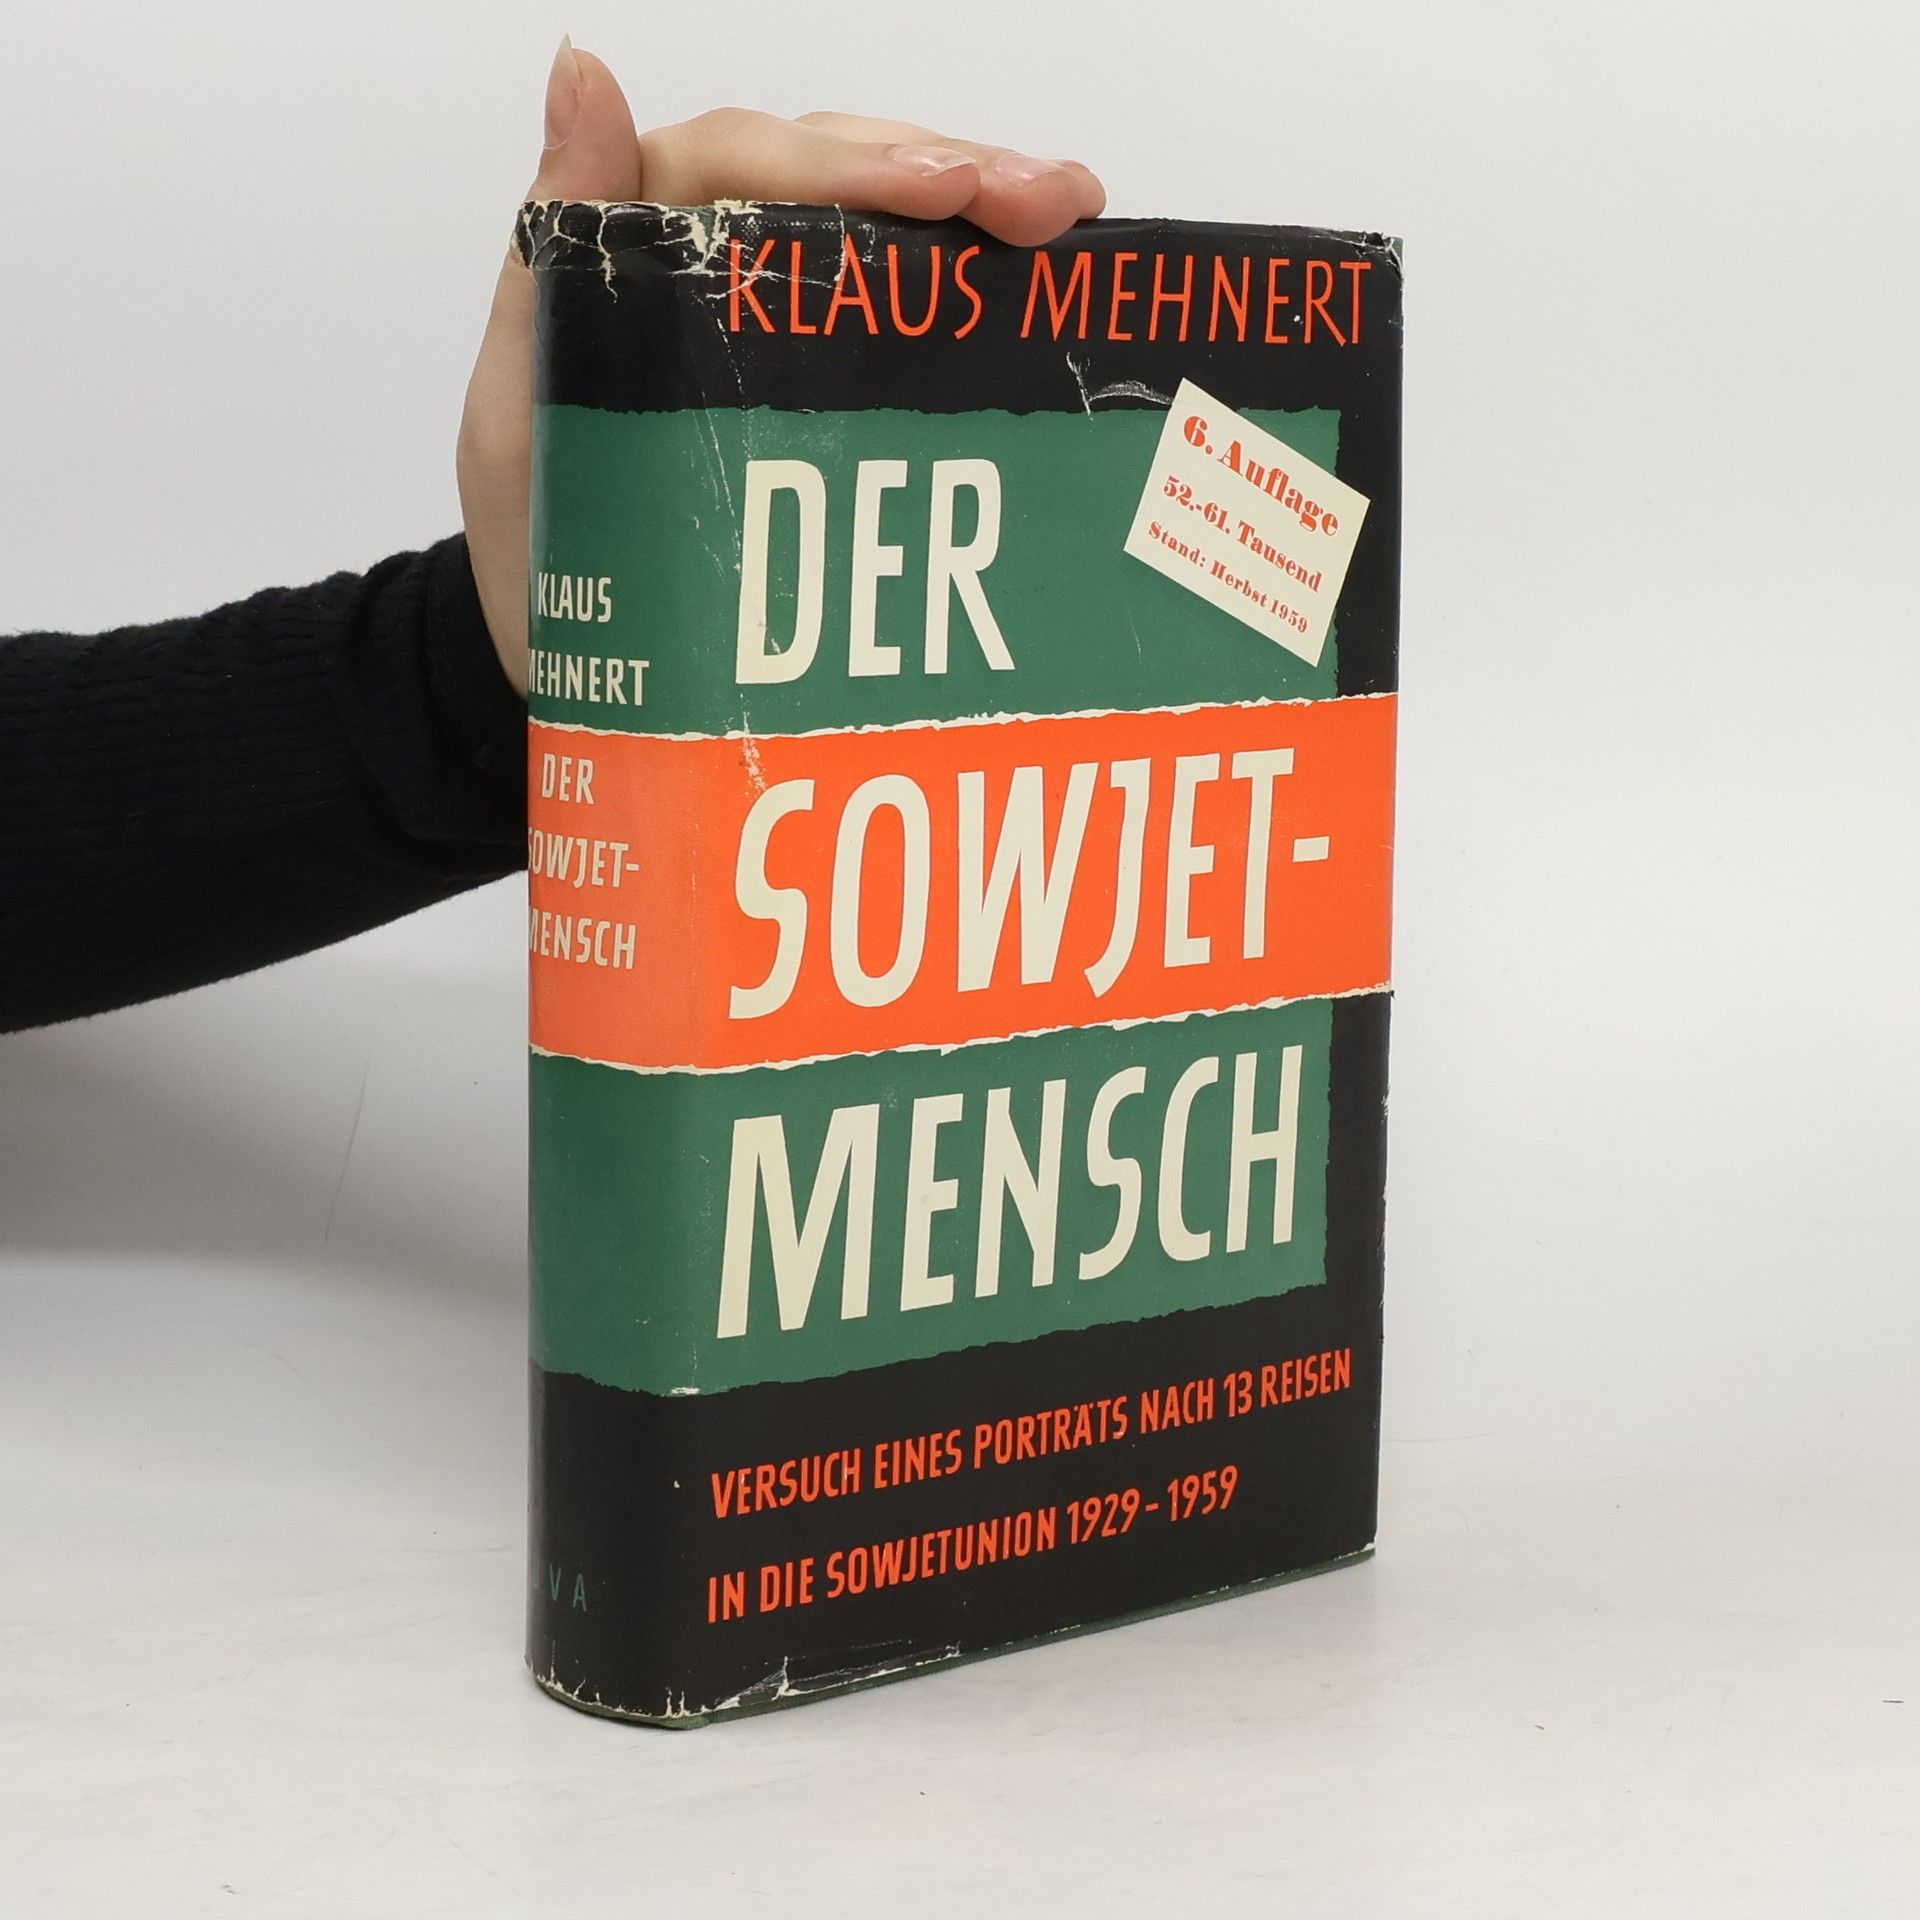 KLAUS MEHNERT
6. Auflage
52.-61. Tausend
Stand: Herbst 1959
DER
SOWJET-
MENSCH
VERSUCH EINES PORTRÄTS NACH 13 REISEN
IN DIE SOWJETUNION 1929-1959
KLAUS
MEHNERT
DER
SOWJET-
MENSCH
DVA